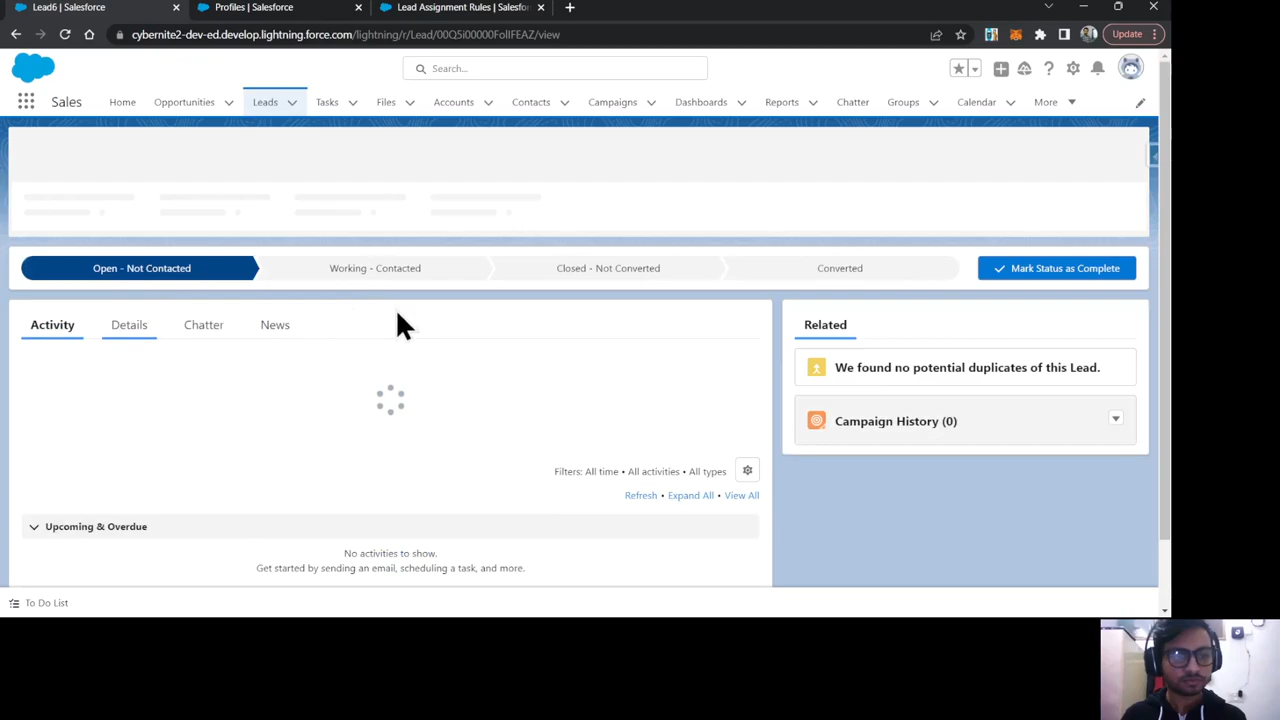 Lead6 | Salesforce
Profiles | Salesforce
Lead Assignment Rules | Salesfor
cybernite2-dev-ed.develop.lightning.force.com/lightning/r/Lead/00Q5i00000FolIFEAZ/view
Update
Search...
Sales
Home
Opportunities
Leads
Tasks
Files
Accounts
Contacts
Campaigns
Dashboards
Reports
Chatter
Groups
Calendar
More
Open - Not Contacted
Working - Contacted
Closed - Not Converted
Converted
Mark Status as Complete
Activity
Details
Chatter
News
Related
We found no potential duplicates of this Lead.
Campaign History (0)
Filters: All time • All activities • All types
Refresh • Expand All • View All
Upcoming & Overdue
No activities to show.
Get started by sending an email, scheduling a task, and more.
To Do List